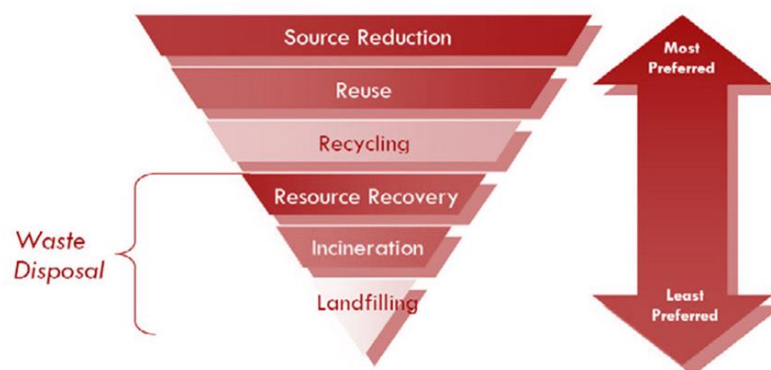 Source Reduction
Most
Preferred
Reuse
Recycling
Resource Recovery
Waste
Disposal
Incineration
Landfilling
Least
Preferred